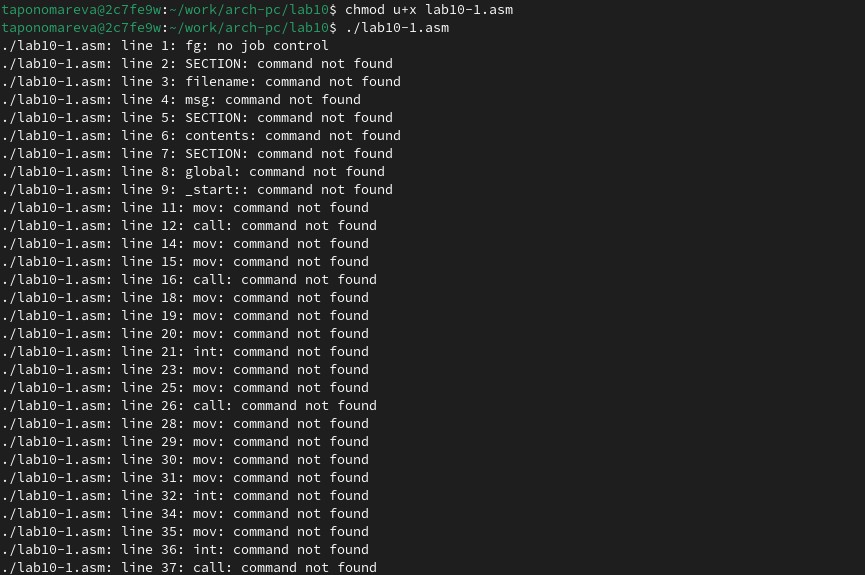 taponomareva@2c7fe9w:~/work/arch-pc/lab10$ chmod u+x lab10-1.asm
taponomareva@2c7fe9w:~/work/arch-pc/lab10$ ./lab10-1.asm
./lab10-1.asm: line 1: fg: no job control
./lab10-1.asm: line 2: SECTION: command not found
./lab10-1.asm: line 3: filename: command not found
./lab10-1.asm: line 4: msg: command not found
./lab10-1.asm: line 5: SECTION: command not found
./lab10-1.asm: line 6: contents: command not found
./lab10-1.asm: line 7: SECTION: command not found
./lab10-1.asm: line 8: global: command not found
./lab10-1.asm: line 9: _start:: command not found
./lab10-1.asm: line 11: mov: command not found
./lab10-1.asm: line 12: call: command not found
./lab10-1.asm: line 14: mov: command not found
./lab10-1.asm: line 15: mov: command not found
./lab10-1.asm: line 16: call: command not found
./lab10-1.asm: line 18: mov: command not found
./lab10-1.asm: line 19: mov: command not found
./lab10-1.asm: line 20: mov: command not found
./lab10-1.asm: line 21: int: command not found
./lab10-1.asm: line 23: mov: command not found
./lab10-1.asm: line 25: mov: command not found
./lab10-1.asm: line 26: call: command not found
./lab10-1.asm: line 28: mov: command not found
./lab10-1.asm: line 29: mov: command not found
./lab10-1.asm: line 30: mov: command not found
./lab10-1.asm: line 31: mov: command not found
./lab10-1.asm: line 32: int: command not found
./lab10-1.asm: line 34: mov: command not found
./lab10-1.asm: line 35: mov: command not found
./lab10-1.asm: line 36: int: command not found
./lab10-1.asm: line 37: call: command not found